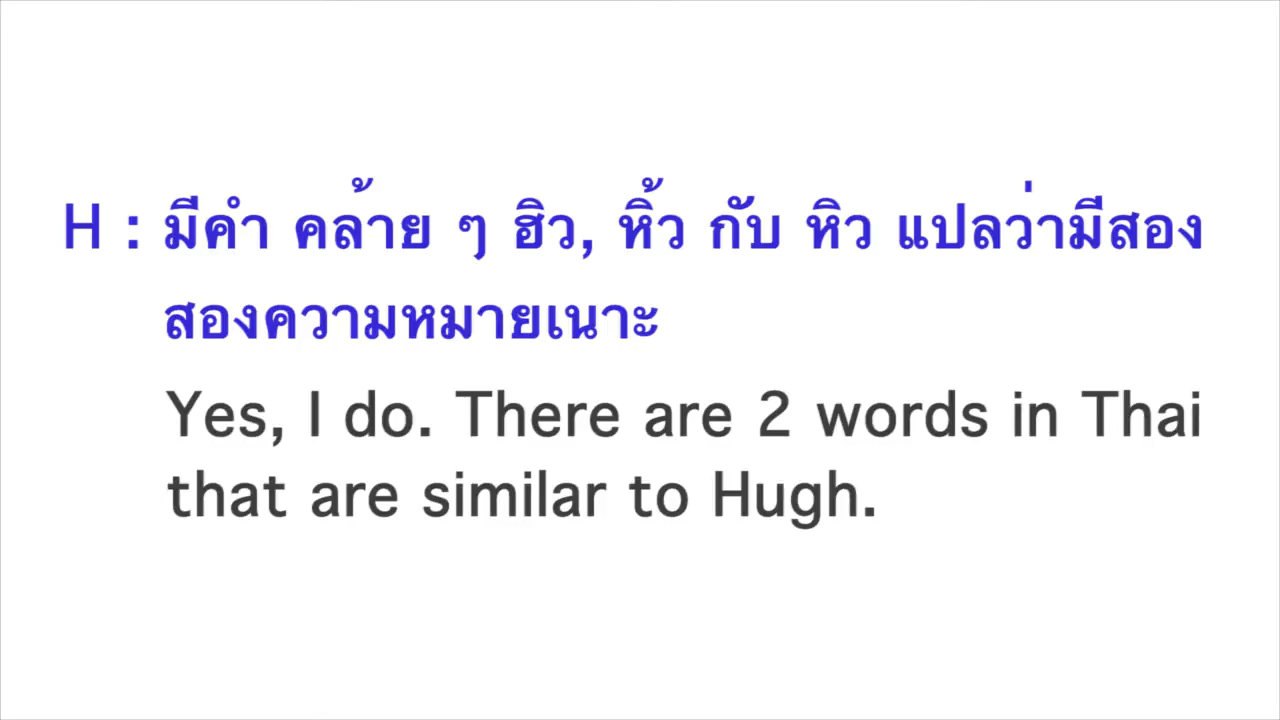 H : มีคำ คล้าย ๆ ฮิว, หิ้ว กับ หิว แปลว่ามีสอง
สองความหมายเนาะ
Yes, I do. There are 2 words in Thai
that are similar to Hugh.